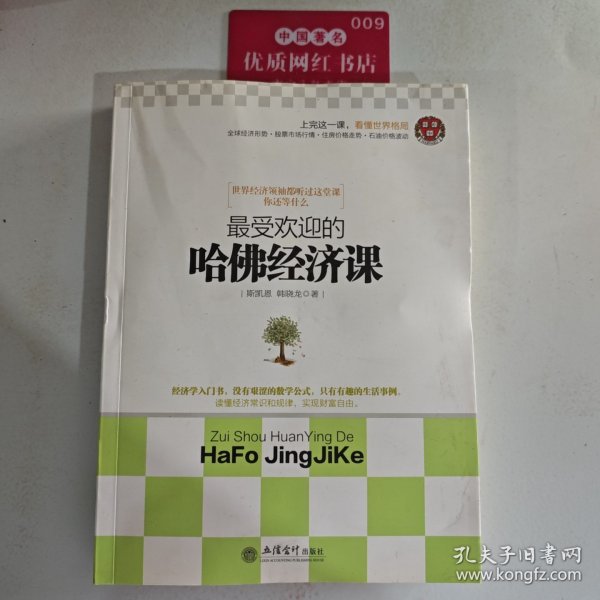 009
中国著名
优质网红书店
上完这一课，看懂世界格局
全球经济形势·股票市场行情·住房价格走势·石油价格波动
世界经济领袖都听过这堂课
你还等什么
最受欢迎的
哈佛经济课
斯凯恩 韩晓龙◎著
经济学入门书，没有艰涩的数学公式，只有有趣的生活事例。
读懂经济常识和规律，实现财富自由。
Zui Shou HuanYing De
HaFo JingJiKe
立信会计出版社
LIXIN ACCOUNTING PUBLISHING HOUSE
孔夫子旧书网
www.kongfz.com